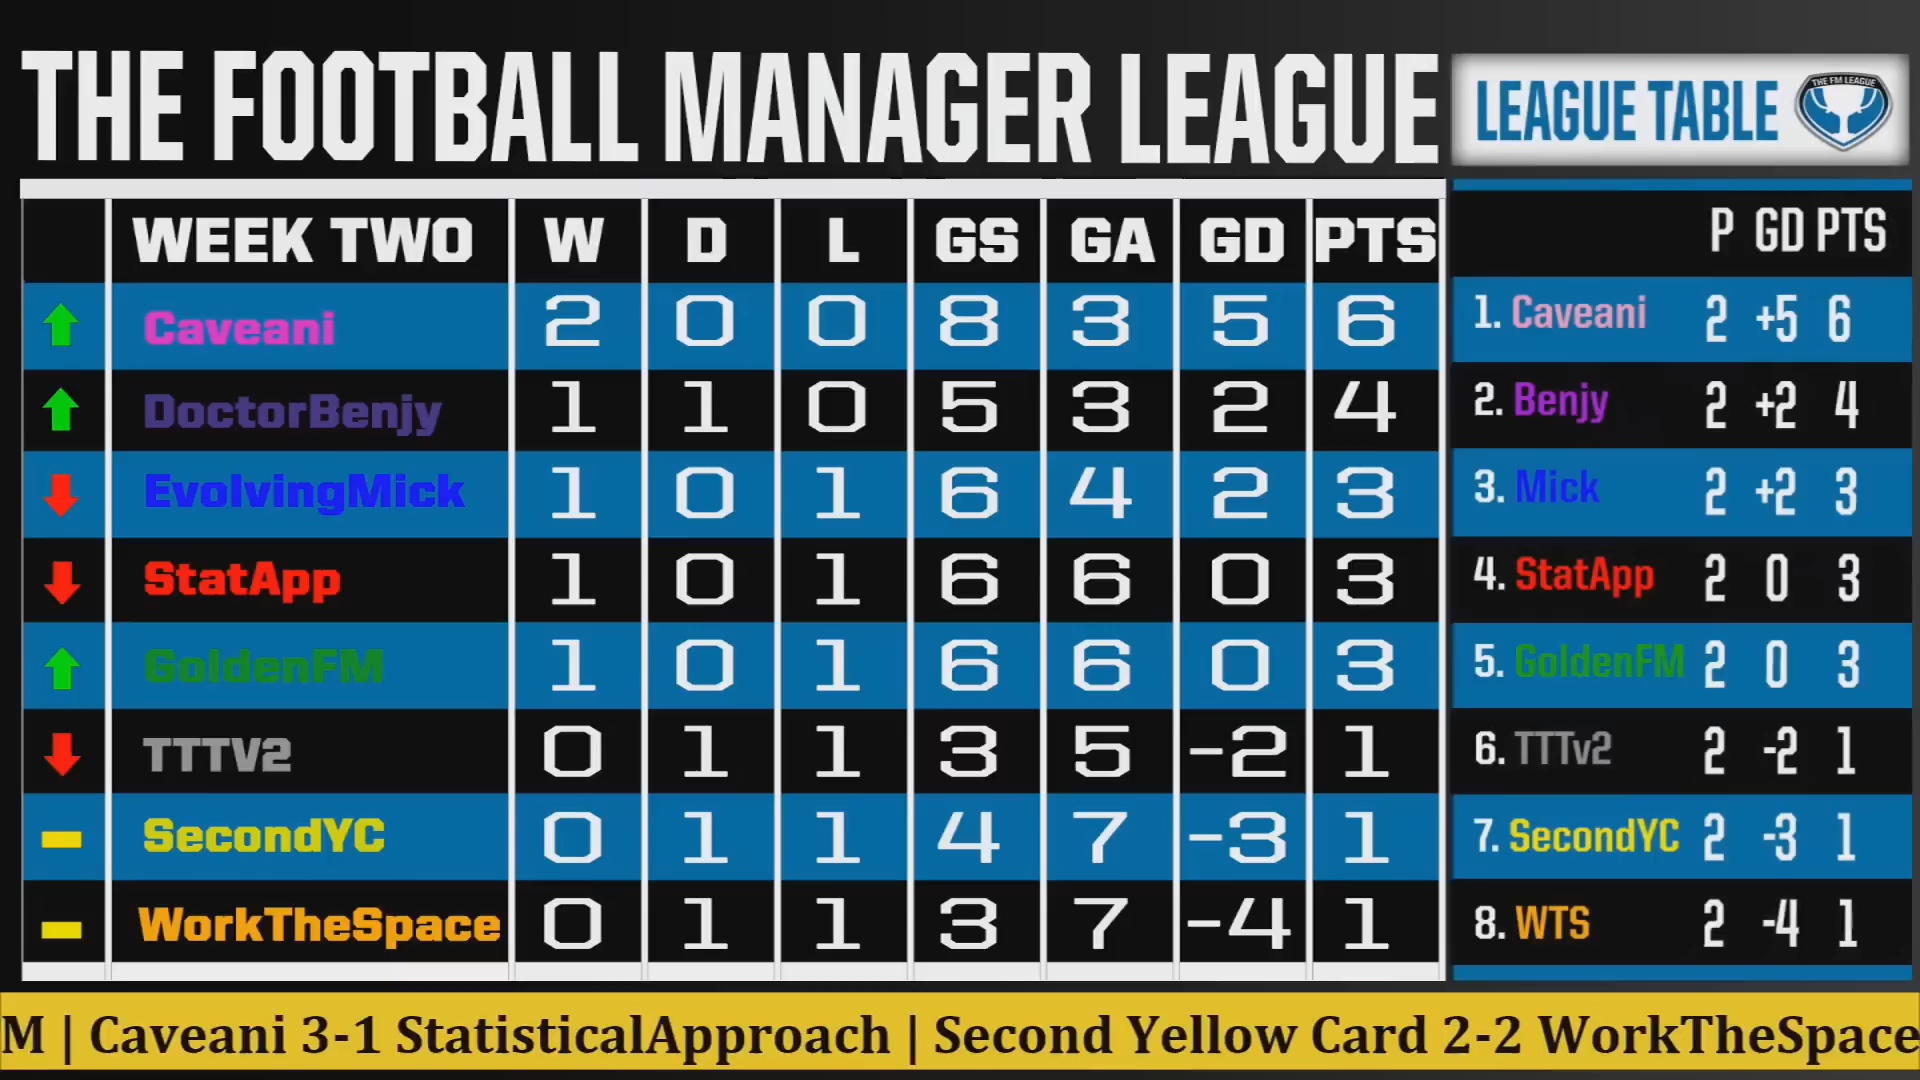 THE FOOTBALL MANAGER LEAGUE
WEEK TWO W D L GS GA GD PTS
Caveani 2 0 0 8 3 5 6
DoctorBenjy 1 1 0 5 3 2 4
EvolvingMick 1 0 1 6 4 2 3
StatApp 1 0 1 6 6 0 3
GoldenFM 1 0 1 6 6 0 3
TTTV2 0 1 1 3 5 -2 1
SecondYC 0 1 1 4 7 -3 1
WorkTheSpace 0 1 1 3 7 -4 1
LEAGUE TABLE
THE FM LEAGUE
P GD PTS
1. Caveani 2 +5 6
2. Benjy 2 +2 4
3. Mick 2 +2 3
4. StatApp 2 0 3
5. GoldenFM 2 0 3
6. TTTv2 2 -2 1
7. SecondYC 2 -3 1
8. WTS 2 -4 1
M | Caveani 3-1 StatisticalApproach | Second Yellow Card 2-2 WorkTheSpace